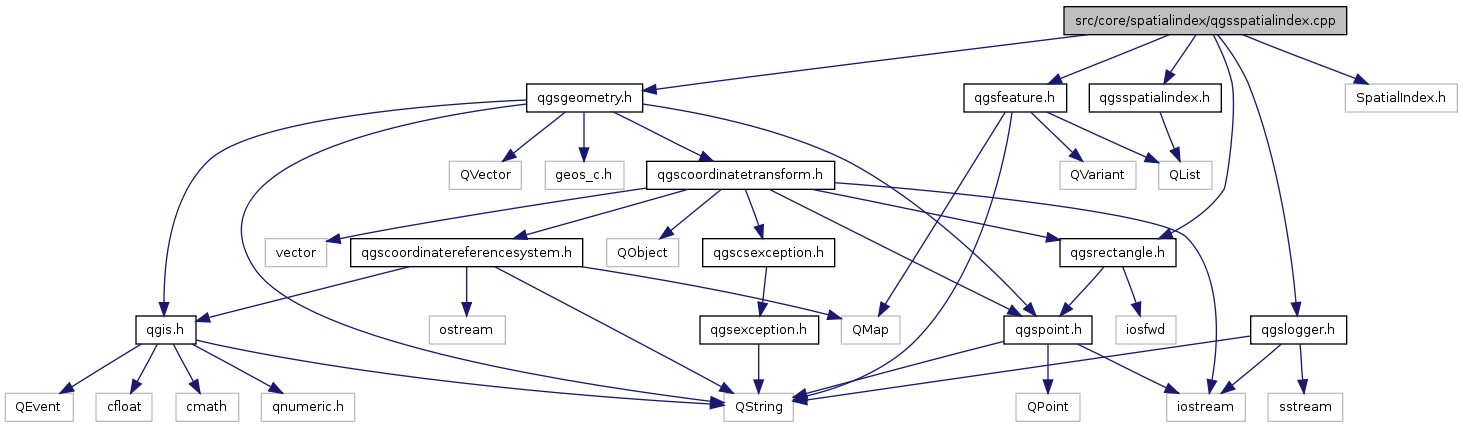 src/core/spatialindex/qgsspatialindex.cpp
qgsgeometry.h
qgsfeature.h
qgsspatialindex.h
SpatialIndex.h
QVector
geos_c.h
qgscoordinatetransform.h
QVariant
QList
vector
qgscoordinatereferencesystem.h
QObject
qgscsexception.h
qgsrectangle.h
qgis.h
ostream
qgsexception.h
QMap
qgspoint.h
iosfwd
qgslogger.h
QEvent
cfloat
cmath
qnumeric.h
QString
QPoint
iostream
sstream